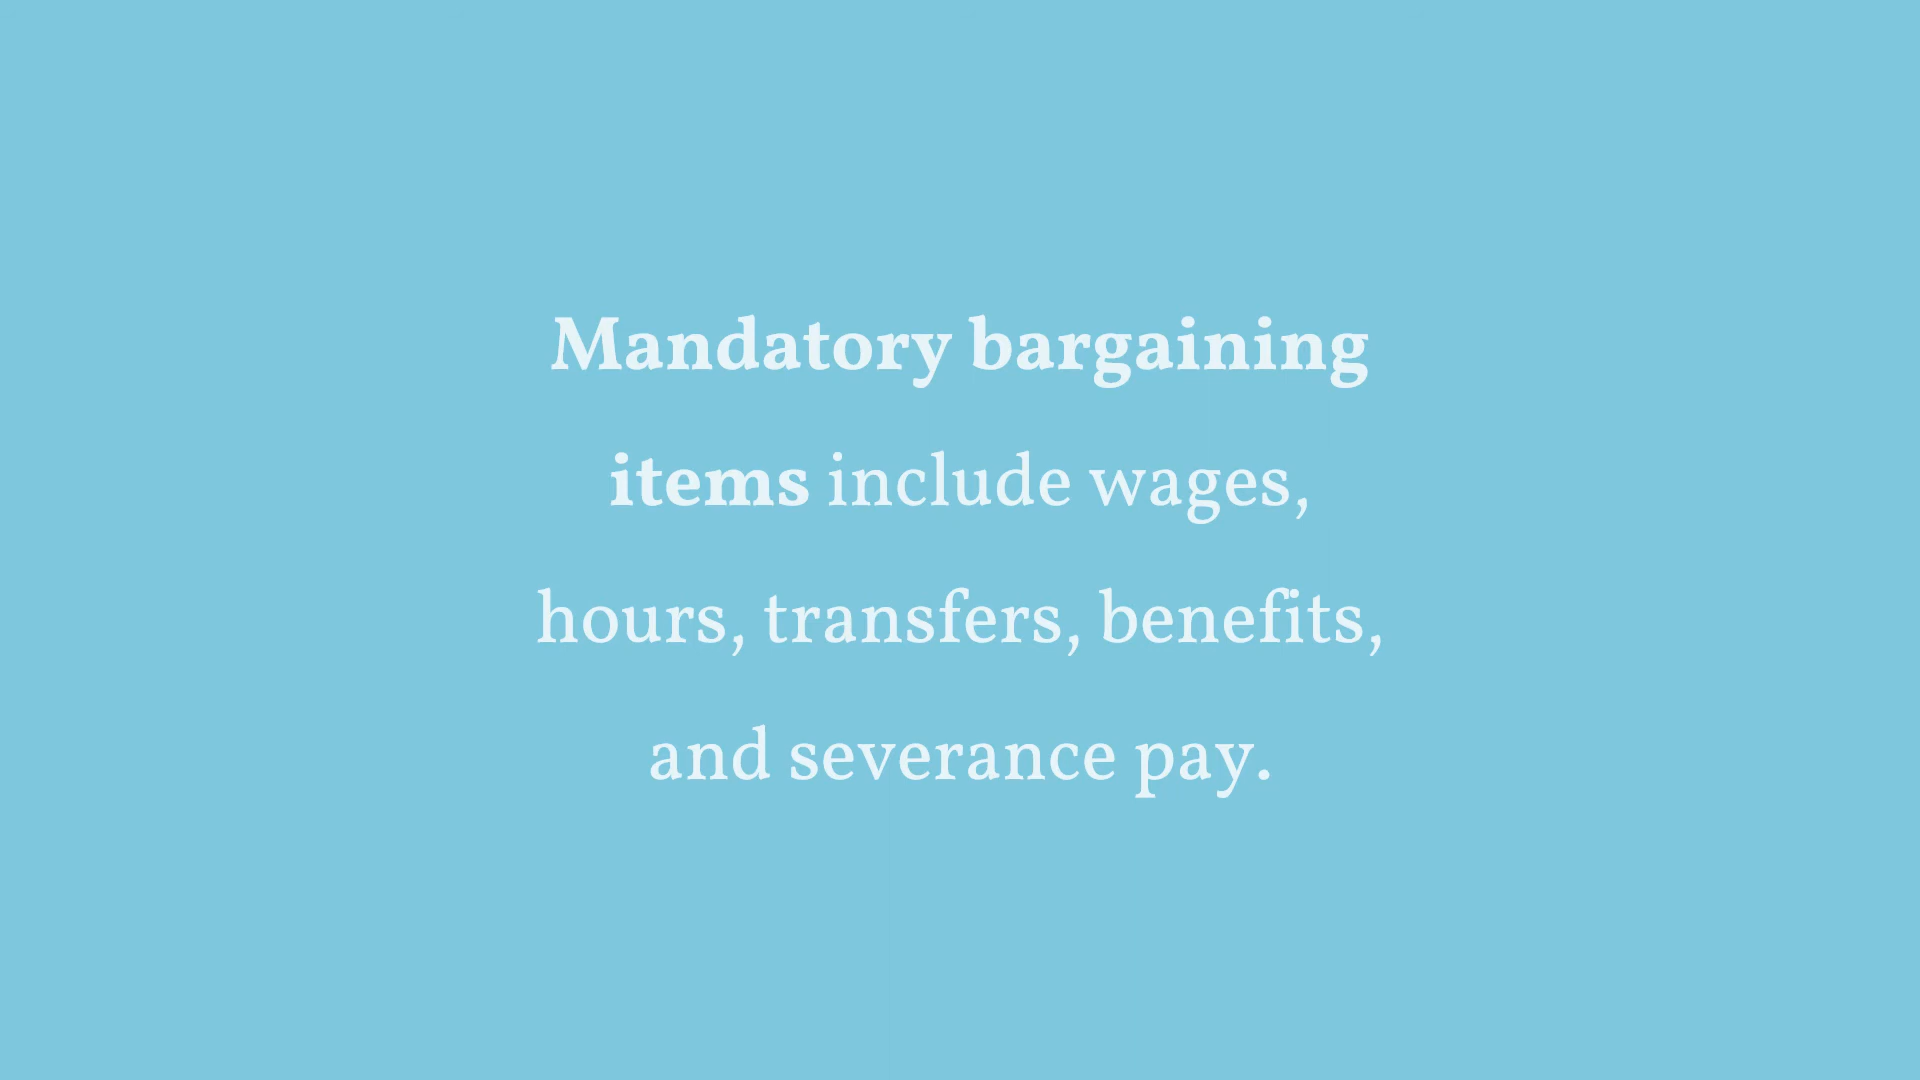 Mandatory bargaining
items include wages,
hours, transfers, benefits,
and severance pay.